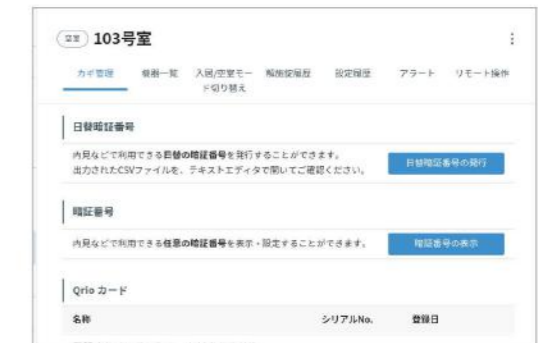 空室 103号室
カギ管理 機器一覧 入居/空室モー 解施錠履歴 設定履歴 アラート リモート操作
ド切り替え
日替暗証番号
内見などで利用できる日替の暗証番号を発行することができます。
出力されたCSVファイルを、テキストエディタで開いてご確認ください。
日替暗証番号の発行
暗証番号
内見などで利用できる任意の暗証番号を表示・設定することができます。
暗証番号の表示
Qrio カード
名称 シリアルNo. 登録日